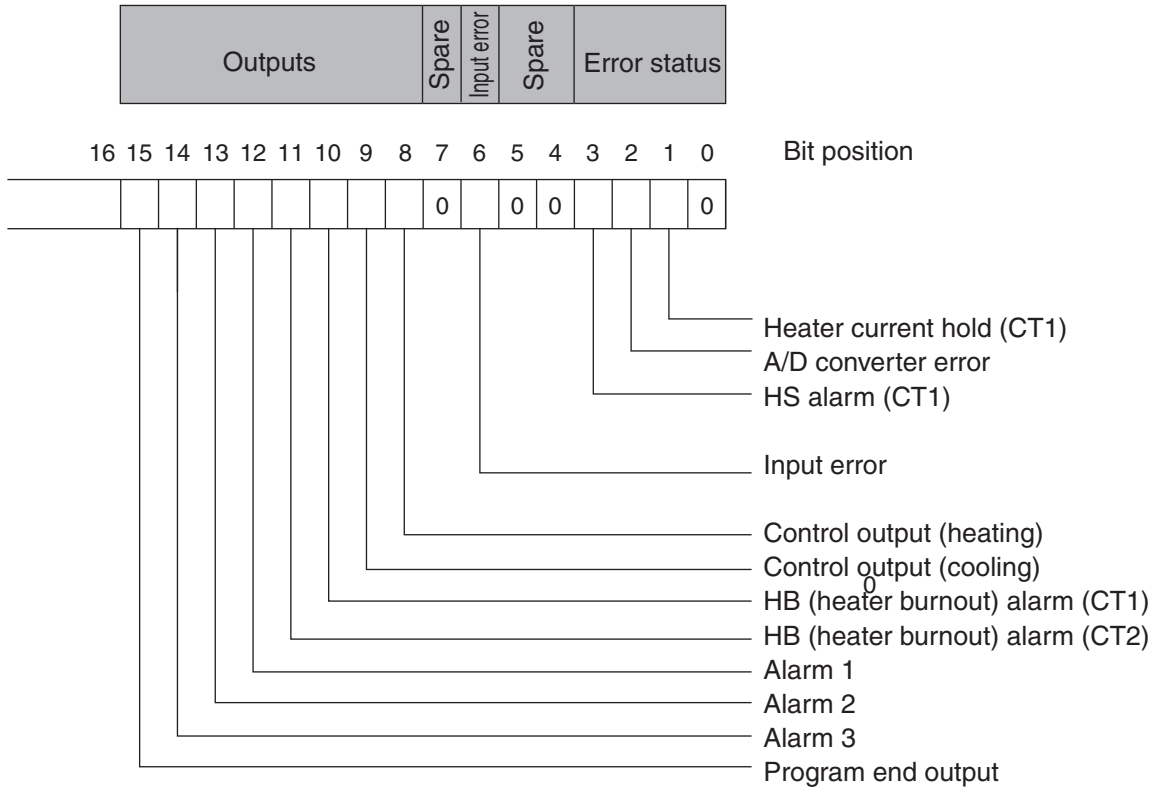 Outputs Spare Input error Spare Error status
16 15 14 13 12 11 10 9 8 7 6 5 4 3 2 1 0 Bit position
0 0 0 0
Heater current hold (CT1)
A/D converter error
HS alarm (CT1)
Input error
Control output (heating)
Control output (cooling)
0
HB (heater burnout) alarm (CT1)
HB (heater burnout) alarm (CT2)
Alarm 1
Alarm 2
Alarm 3
Program end output